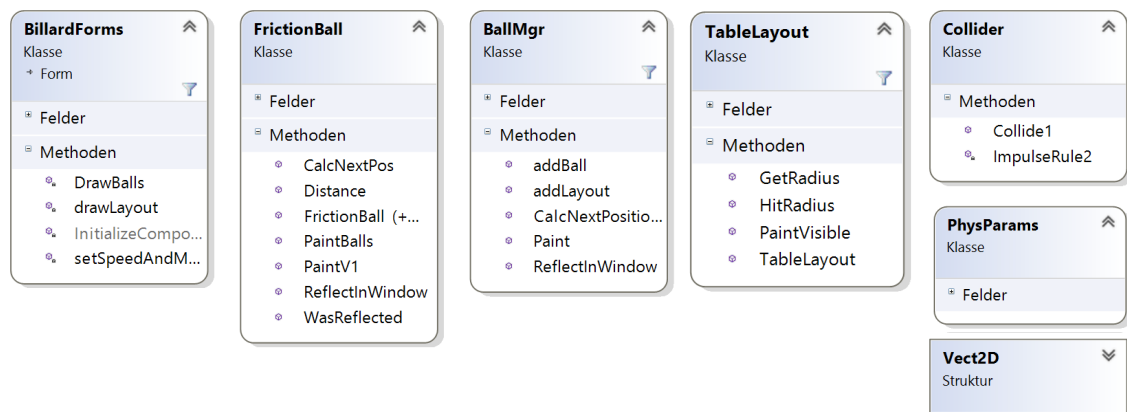 BillardForms
Klasse
Form
Felder
Methoden
DrawBalls
drawLayout
InitializeCompo...
setSpeedAndM...
FrictionBall
Klasse
Felder
Methoden
CalcNextPos
Distance
FrictionBall (+...
PaintBalls
PaintV1
ReflectInWindow
WasReflected
BallMgr
Klasse
Felder
Methoden
addBall
addLayout
CalcNextPositio...
Paint
ReflectInWindow
TableLayout
Klasse
Felder
Methoden
GetRadius
HitRadius
PaintVisible
TableLayout
Collider
Klasse
Methoden
Collide1
ImpulseRule2
PhysParams
Klasse
Felder
Vect2D
Struktur